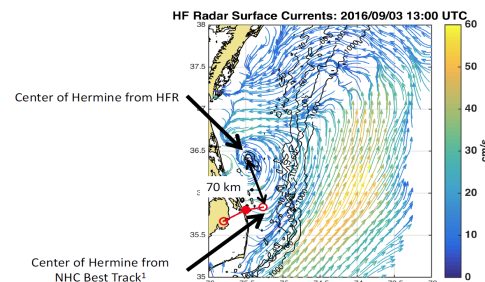 HF Radar Surface Currents: 2016/09/03 13:00 UTC
38
37.5
37
36.5
35.5
35
60
50
40
30
20
10
0
cm/s
Center of Hermine from HFR
70 km
Center of Hermine from
NHC Best Track¹
1000